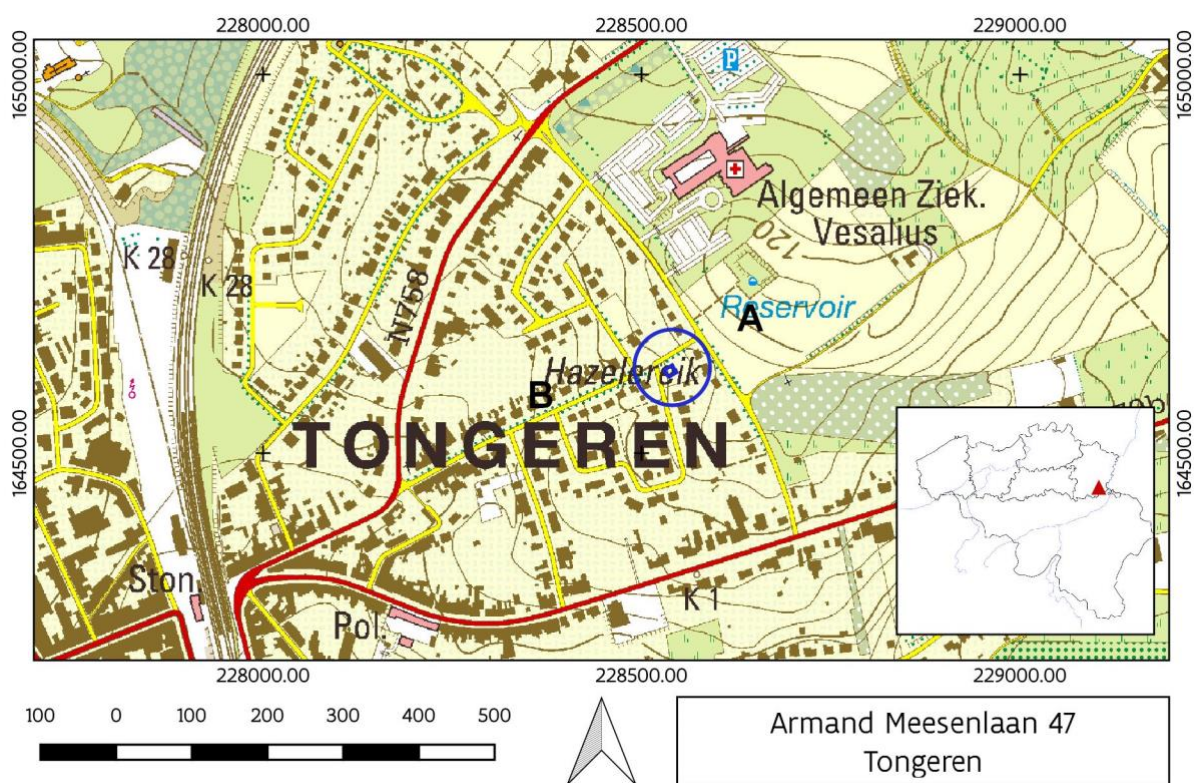 228000.00
228500.00
229000.00
165000.00
165000.00
P
Algemeen Ziek.
Vesalius
120
K 28
K 28
N758
Reservoir
A
Hazelereik
B
TONGEREN
164500.00
164500.00
Ston
K 1
Pol.
228000.00
228500.00
229000.00
100 0 100 200 300 400 500
Armand Meesenlaan 47
Tongeren